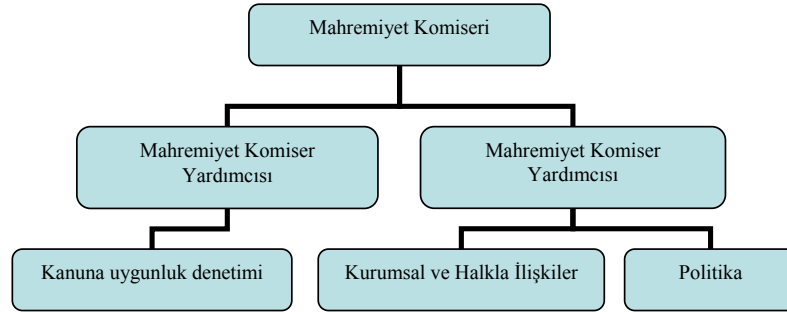 Mahremiyet Komiseri
Mahremiyet Komiser
Yardımcısı
Mahremiyet Komiser
Yardımcısı
Kanuna uygunluk denetimi
Kurumsal ve Halkla İlişkiler
Politika